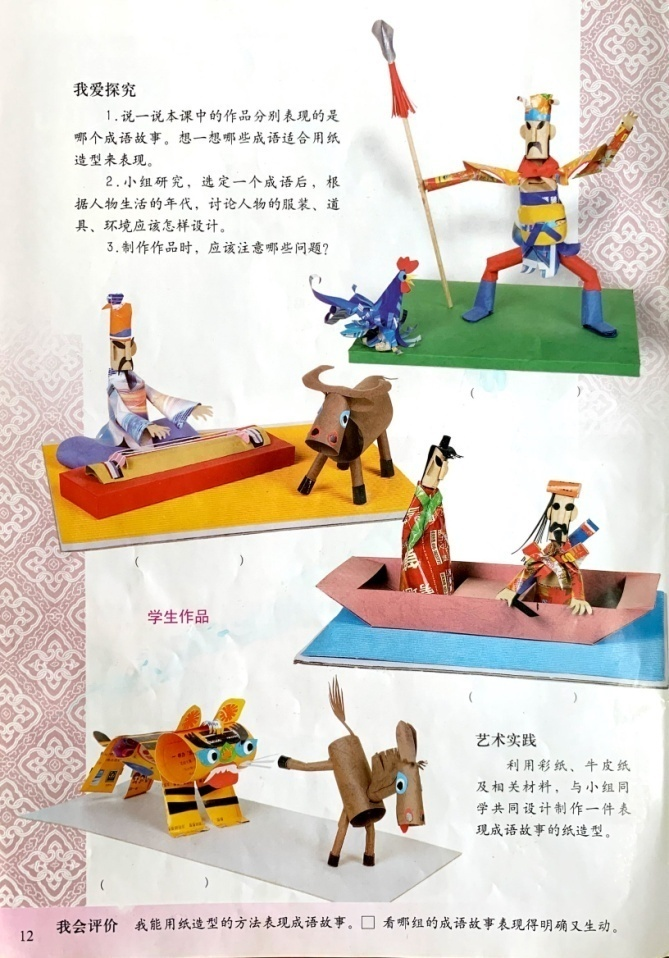 我爱探究
1.说一说本课中的作品分别表现的是
哪个成语故事。想一想哪些成语适合用纸
造型来表现。
2.小组研究，选定一个成语后，根
据人物生活的年代，讨论人物的服装、道
具、环境应该怎样设计。
3.制作作品时，应该注意哪些问题？
(　　　　)
(　　　　)
学生作品
(　　　　)
艺术实践
利用彩纸、牛皮纸
及相关材料，与小组同
学共同设计制作一件表
现成语故事的纸造型。
(　　　　)
我会评价 我能用纸造型的方法表现成语故事。□ 看哪组的成语故事表现得明确又生动。
12